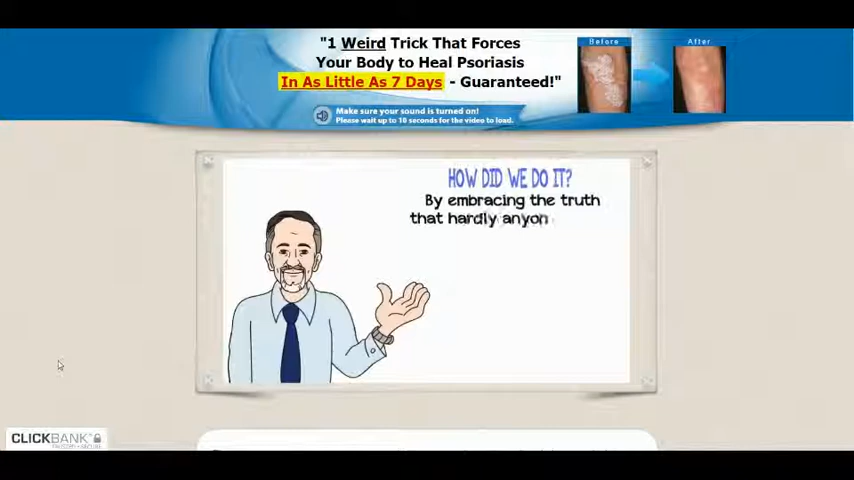 "1 Weird Trick That Forces
Your Body to Heal Psoriasis
In As Little As 7 Days - Guaranteed!"
Before
After
Make sure your sound is turned on!
Please wait up to 10 seconds for the video to load.
HOW DID WE DO IT?
By embracing the truth
that hardly anyon
CLICKBANK